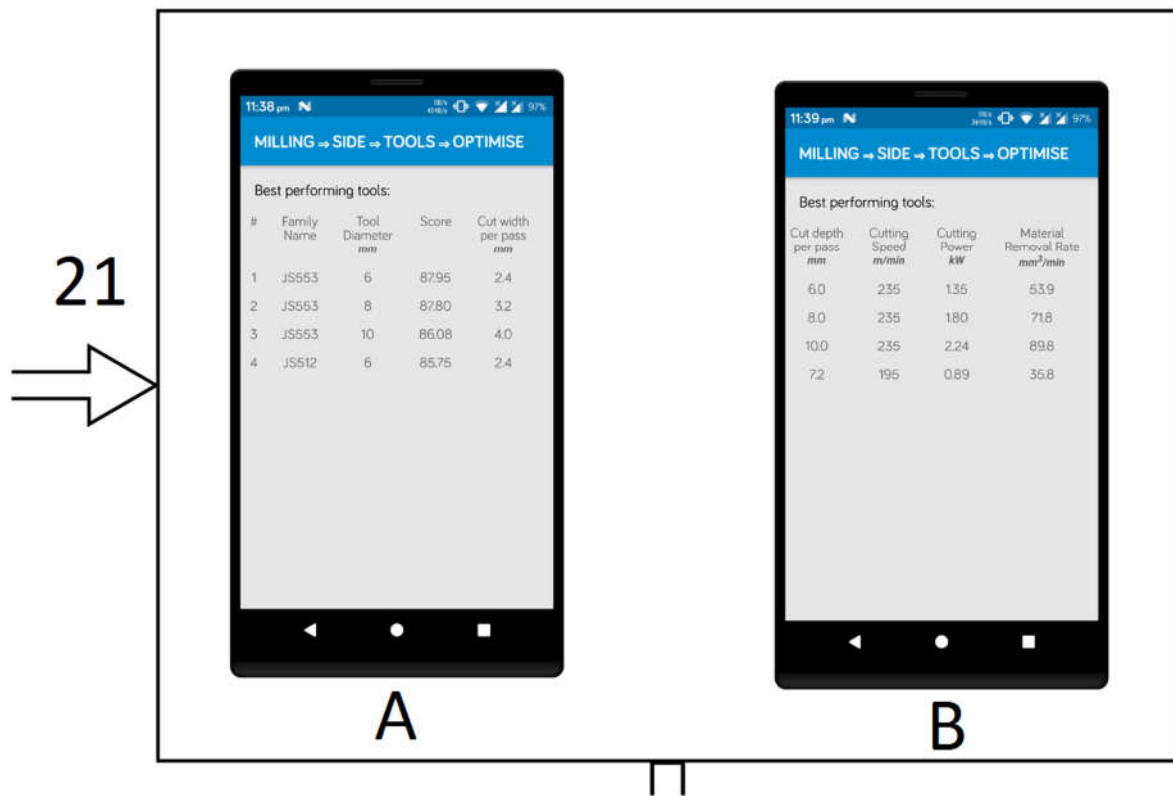 21
11:38 pm
97%
MILLING ⇒ SIDE ⇒ TOOLS ⇒ OPTIMISE
Best performing tools:
# Family Name Tool Diameter mm Score Cut width per pass mm
1 JS553 6 87.95 2.4
2 JS553 8 87.80 3.2
3 JS553 10 86.08 4.0
4 JS512 6 85.75 2.4
A
11:39 pm
97%
MILLING ⇒ SIDE ⇒ TOOLS ⇒ OPTIMISE
Best performing tools:
Cut depth per pass mm Cutting Speed m/min Cutting Power kW Material Removal Rate mm³/min
6.0 235 1.35 53.9
8.0 235 1.80 71.8
10.0 235 2.24 89.8
7.2 195 0.89 35.8
B